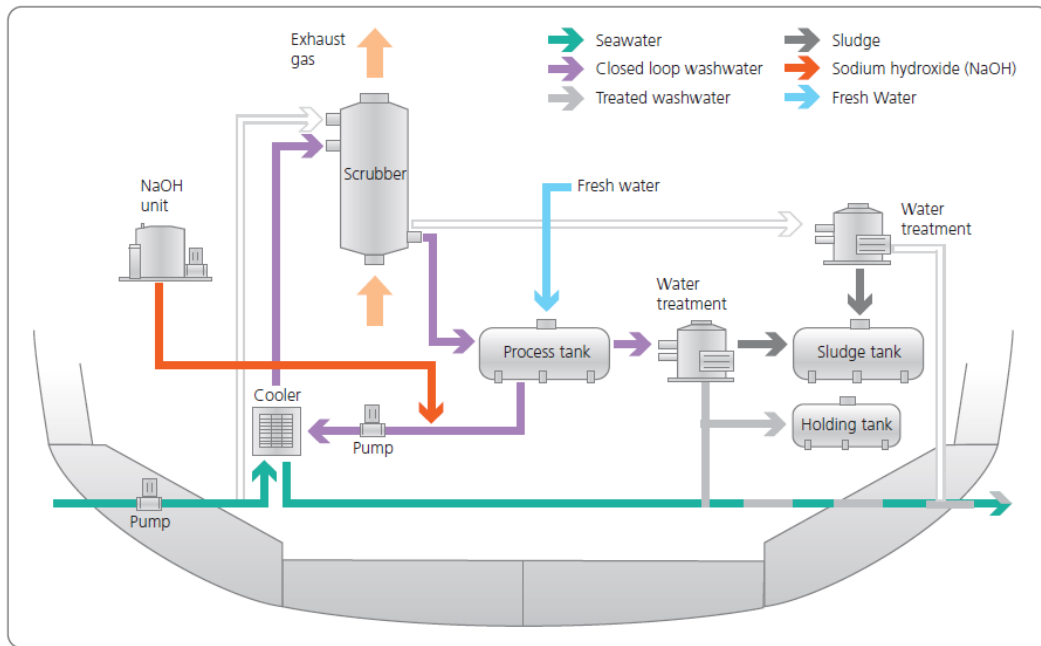 Exhaust
gas
Seawater
Closed loop washwater
Treated washwater
Sludge
Sodium hydroxide (NaOH)
Fresh Water
Scrubber
NaOH
unit
Fresh water
Water
treatment
Water
treatment
Process tank
Sludge tank
Cooler
Holding tank
Pump
Pump